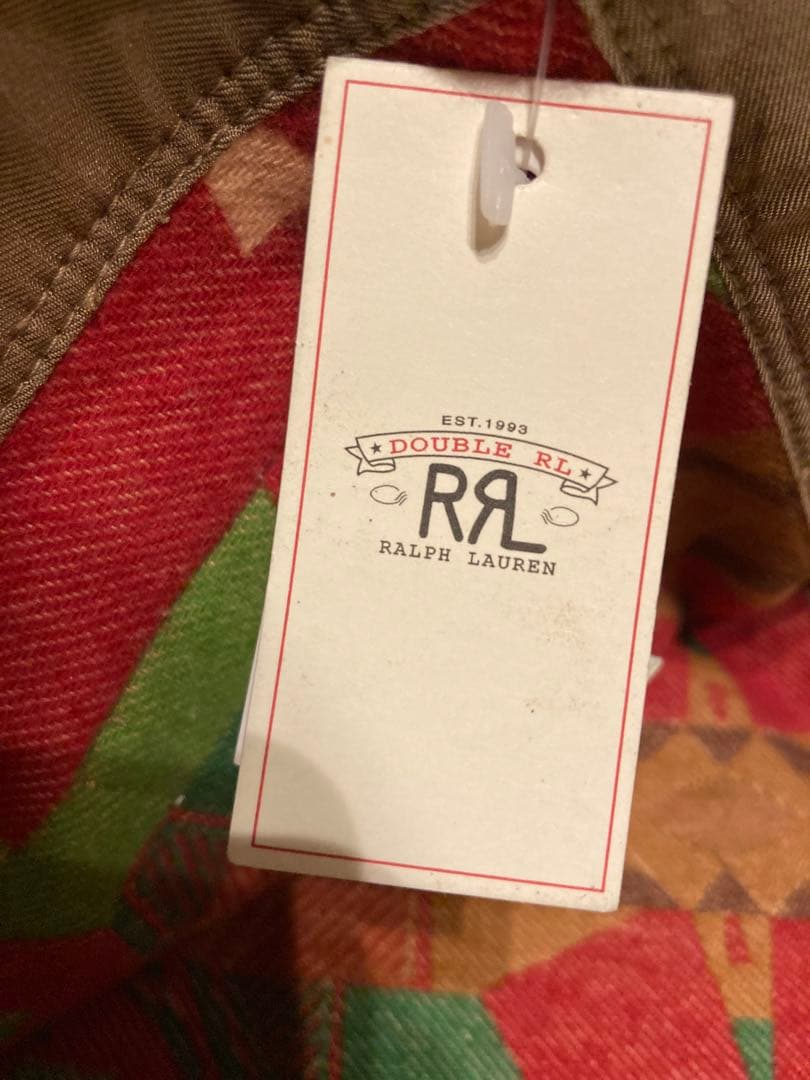 EST.1993
DOUBLE RL
RRL
RALPH LAUREN